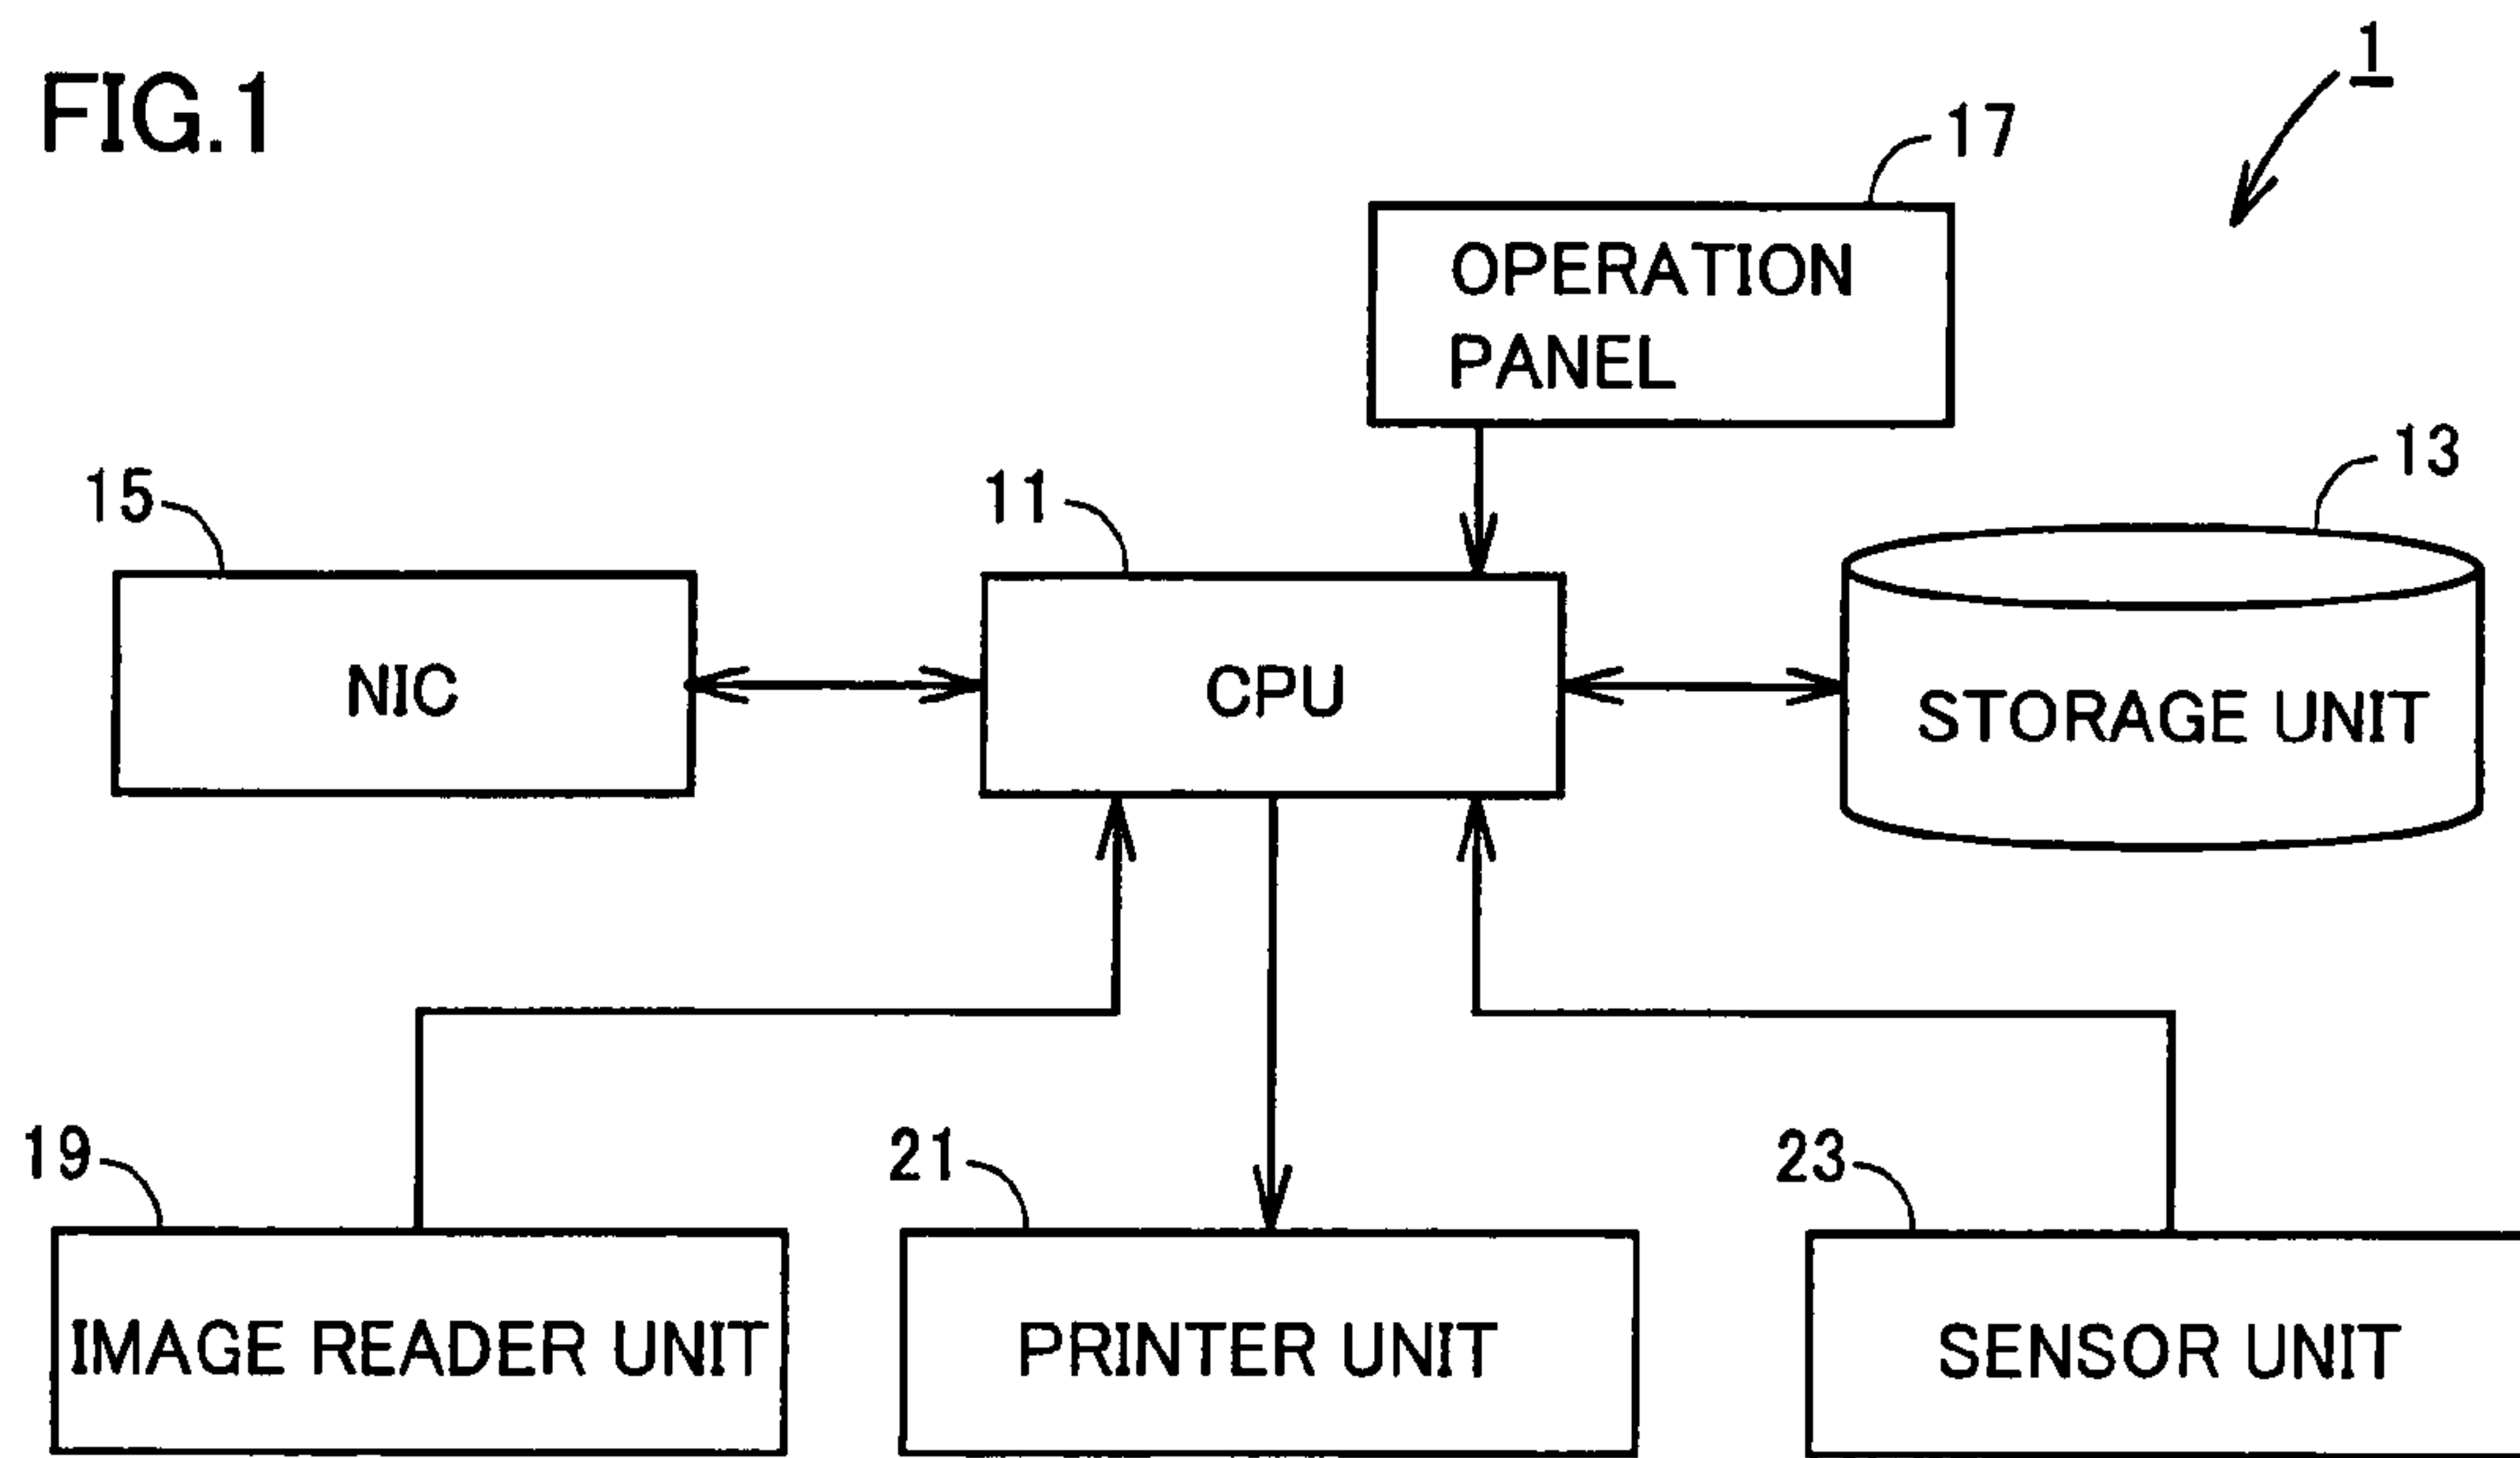 FIG.1
1
17
OPERATION
PANEL
15
11
13
NIC
CPU
STORAGE UNIT
19
21
23
IMAGE READER UNIT
PRINTER UNIT
SENSOR UNIT